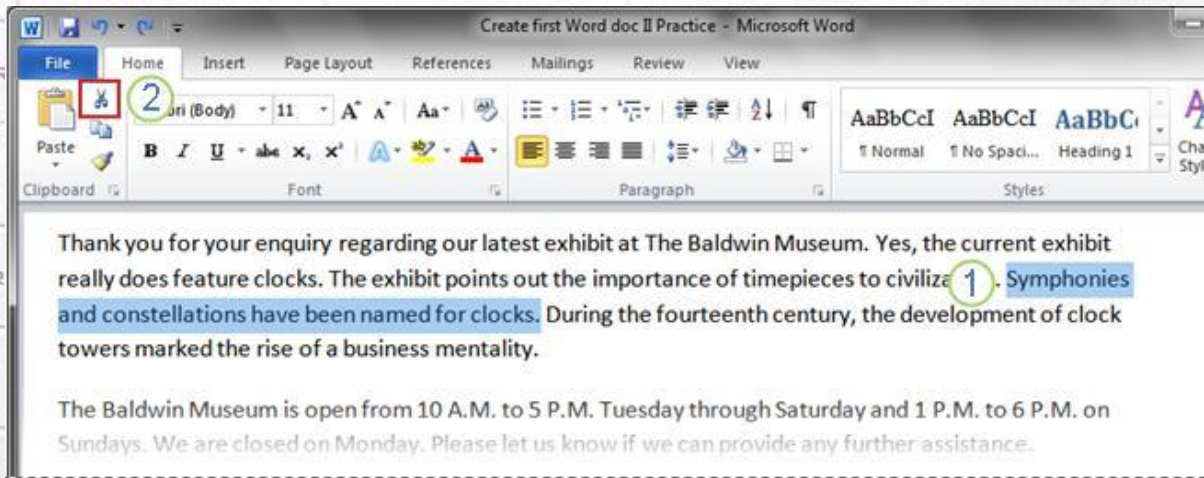 W
Create first Word doc II Practice - Microsoft Word
File Home Insert Page Layout References Mailings Review View
2 (Body) 11 A A Aa
Paste B I U abc x, x² A ab A
AaBbCcI AaBbCcI AaBbC
¶ Normal ¶ No Spaci... Heading 1
Clipboard Font Paragraph Styles
Thank you for your enquiry regarding our latest exhibit at The Baldwin Museum. Yes, the current exhibit
really does feature clocks. The exhibit points out the importance of timepieces to 1 . Symphonies
and constellations have been named for clocks. During the fourteenth century, the development of clock
towers marked the rise of a business mentality.
The Baldwin Museum is open from 10 A.M. to 5 P.M. Tuesday through Saturday and 1 P.M. to 6 P.M. on
Sundays. We are closed on Monday. Please let us know if we can provide any further assistance.